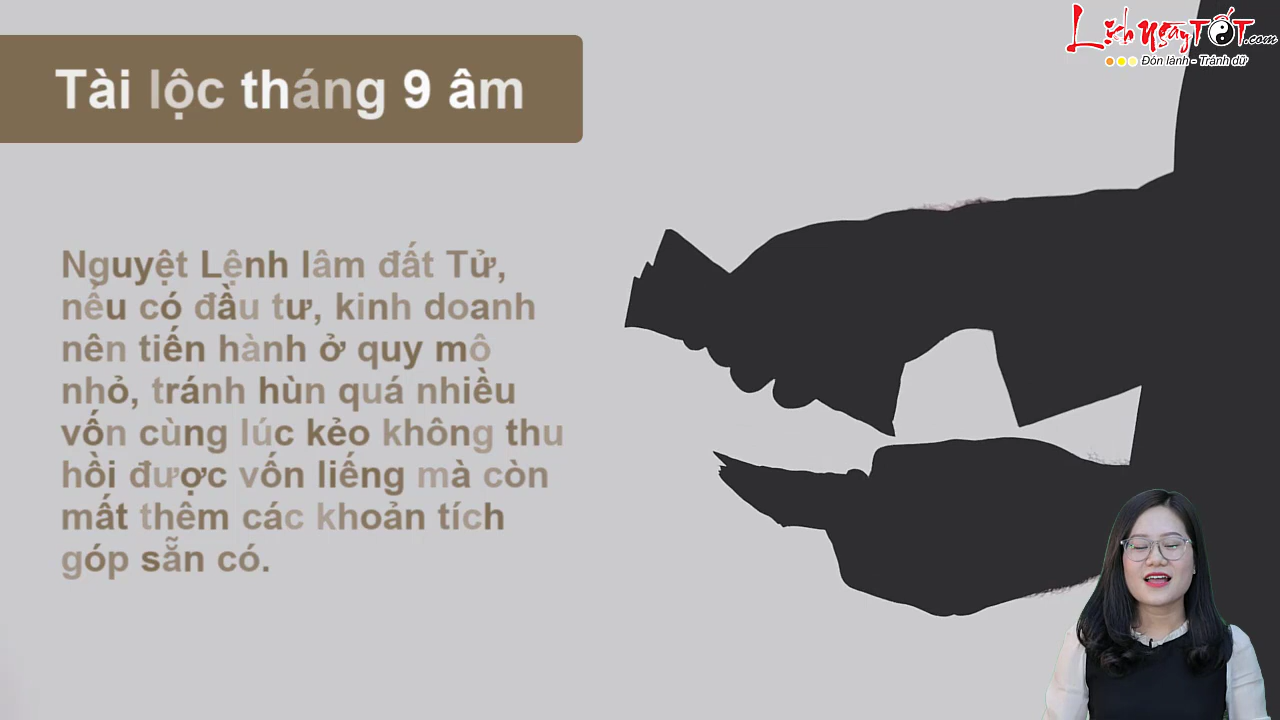 LịchNgàyTỐT.com
Đón lành - Tránh dữ
Tài lộc tháng 9 âm
Nguyệt Lệnh lâm đất Tử,
nếu có đầu tư, kinh doanh
nên tiến hành ở quy mô
nhỏ, tránh hùn quá nhiều
vốn cùng lúc kẻo không thu
hồi được vốn liếng mà còn
mất thêm các khoản tích
góp sẵn có.